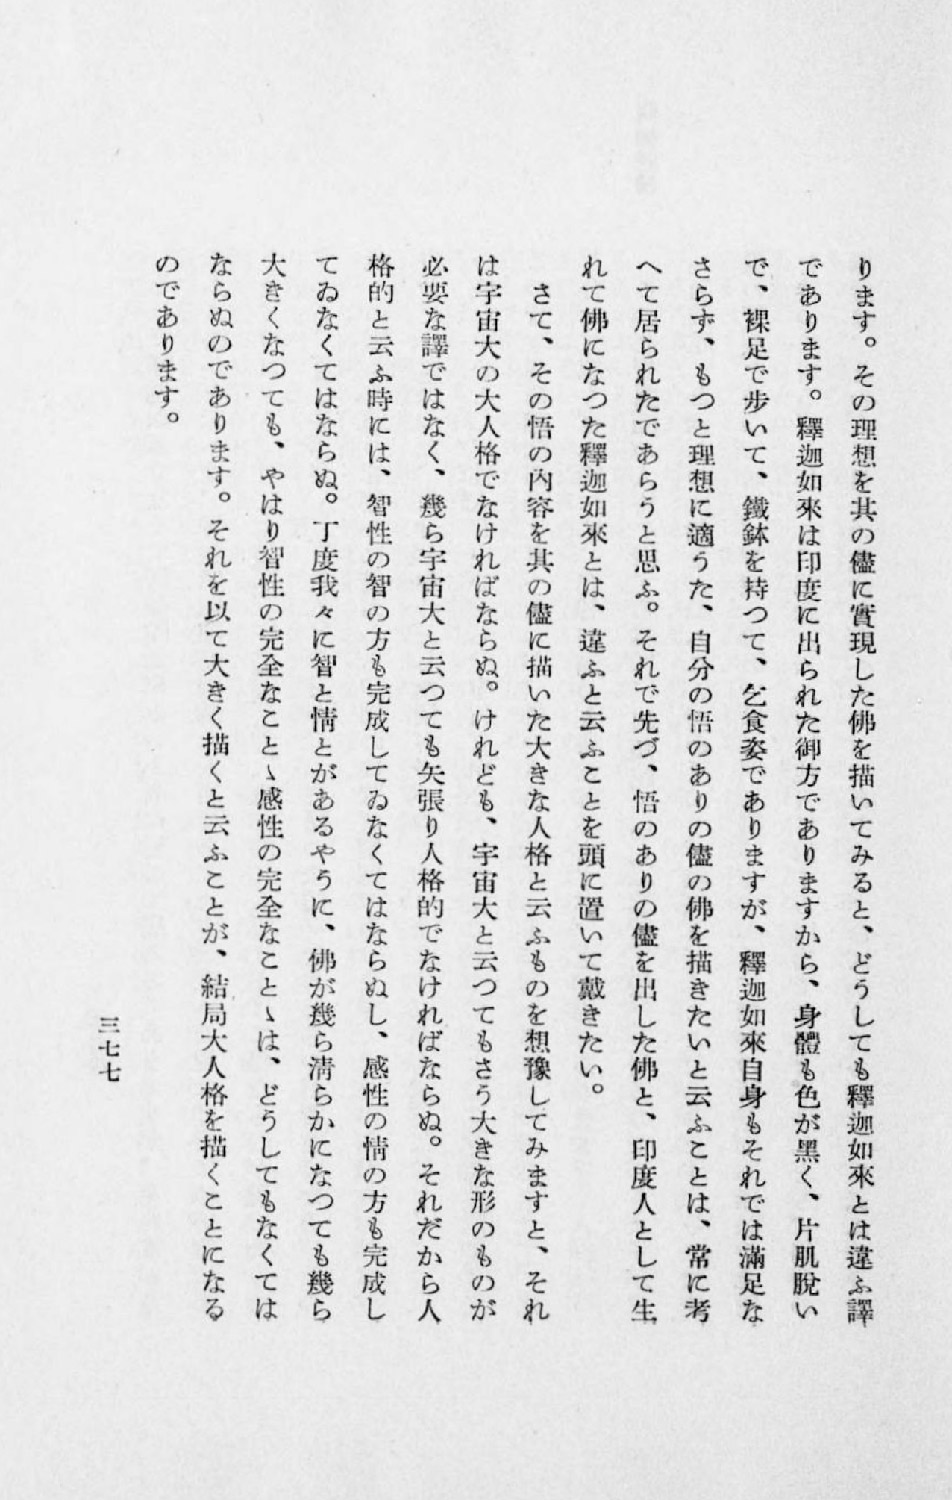 ります。その理想を其の儘に實現した佛を描いてみると、どうしても釋迦如來とは違ふ譯
であります。釋迦如來は印度に出られた御方でありますから、身體も色が黑く、片肌脫い
で、裸足で步いて、鐵鉢を持つて、乞食姿でありますが、釋迦如來自身もそれでは滿足な
さらず、もつと理想に適うた、自分の悟のありの儘の佛を描きたいと云ふことは、常に考
へて居られたであらうと思ふ。それで先づ、悟のありの儘を出した佛と、印度人として生
れて佛になつた釋迦如來とは、違ふと云ふことを頭に置いて戴きたい。
さて、その悟の內容を其の儘に描いた大きな人格と云ふものを想豫してみますと、それ
は宇宙大の大人格でなければならぬ。けれども、宇宙大と云つてもさう大きな形のものが
必要な譯ではなく、幾ら宇宙大と云つても矢張り人格的でなければならぬ。それだから人
格的と云ふ時には、智性の智の方も完成してゐなくてはならぬし、感性の情の方も完成し
てゐなくてはならぬ。丁度我々に智と情とがあるやうに、佛が幾ら淸らかになつても幾ら
大きくなつても、やはり智性の完全なことゝ感性の完全なことゝは、どうしてもなくては
ならぬのであります。それを以て大きく描くと云ふことが、結局大人格を描くことになる
のであります。
三七七